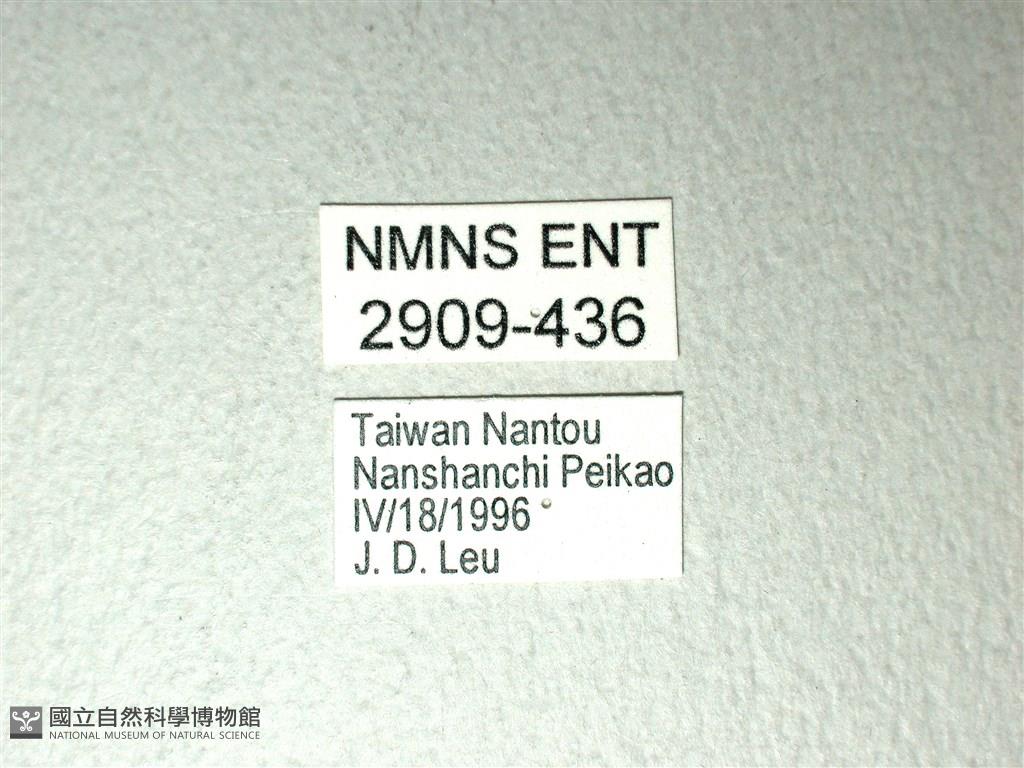 NMNS ENT
2909-436
Taiwan Nantou
Nanshanchi Peikao
IV/18/1996
J. D. Leu
國立自然科學博物館
NATIONAL MUSEUM OF NATURAL SCIENCE